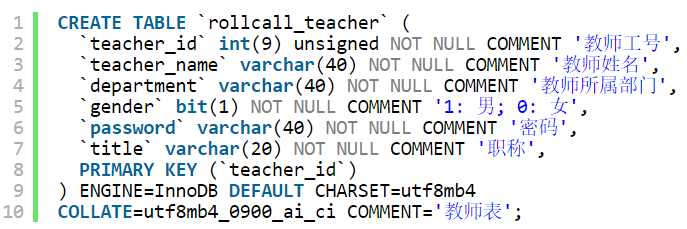 1 CREATE TABLE `rollcall_teacher` (
2   `teacher_id` int(9) unsigned NOT NULL COMMENT '教师工号',
3   `teacher_name` varchar(40) NOT NULL COMMENT '教师姓名',
4   `department` varchar(40) NOT NULL COMMENT '教师所属部门',
5   `gender` bit(1) NOT NULL COMMENT '1: 男; 0: 女',
6   `password` varchar(40) NOT NULL COMMENT '密码',
7   `title` varchar(20) NOT NULL COMMENT '职称',
8   PRIMARY KEY (`teacher_id`)
9 ) ENGINE=InnoDB DEFAULT CHARSET=utf8mb4
10 COLLATE=utf8mb4_0900_ai_ci COMMENT='教师表';